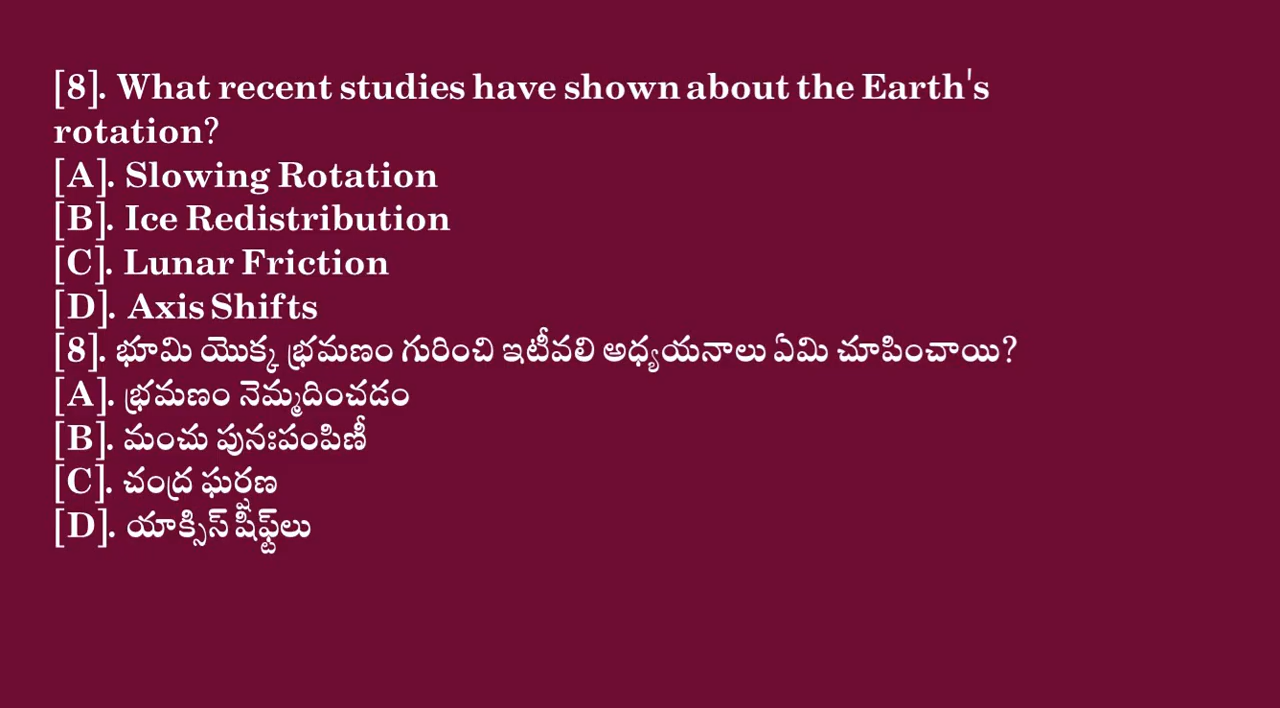 [8]. What recent studies have shown about the Earth's
rotation?
[A]. Slowing Rotation
[B]. Ice Redistribution
[C]. Lunar Friction
[D]. Axis Shifts
[8]. భూమి యొక్క భ్రమణం గురించి ఇటీవలి అధ్యయనాలు ఏమి చూపించాయి?
[A]. భ్రమణం నెమ్మదించడం
[B]. మంచు పునఃపంపిణీ
[C]. చంద్ర ఘర్షణ
[D]. యాక్సిస్ షిఫ్ట్‌లు